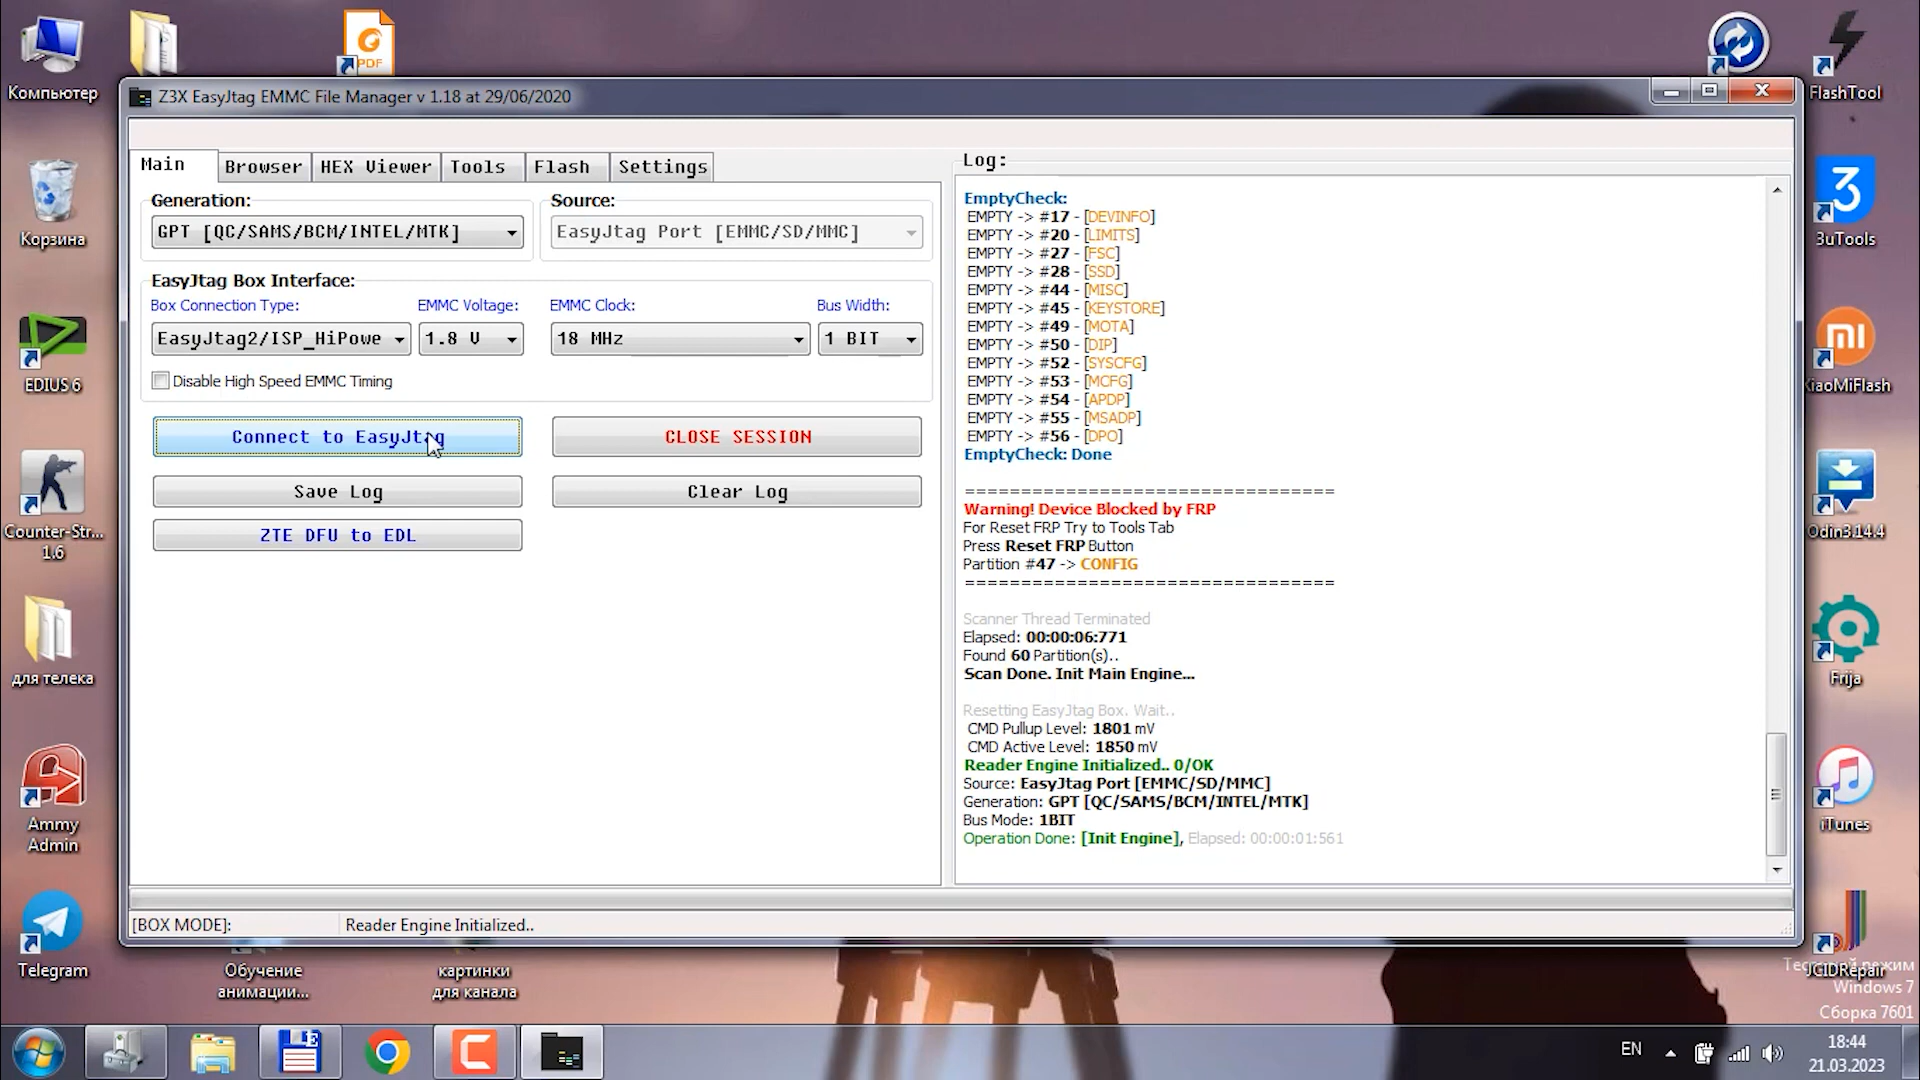 Компьютер
PDF
FlashTool
Корзина
3uTools
EDIUS 6
XiaoMiFlash
Counter-Str...
1.6
Odin3.14.4
для телека
Frija
Ammy
Admin
iTunes
Telegram
Обучение
анимации...
картинки
для канала
JCIDRepair
Z3X EasyJtag EMMC File Manager v 1.18 at 29/06/2020
Main
Browser
HEX Viewer
Tools
Flash
Settings
Generation:
Source:
GPT [QC/SAMS/BCM/INTEL/MTK]
EasyJtag Port [EMMC/SD/MMC]
EasyJtag Box Interface:
Box Connection Type:
EMMC Voltage:
EMMC Clock:
Bus Width:
EasyJtag2/ISP_HiPowe
1.8 V
18 MHz
1 BIT
Disable High Speed EMMC Timing
Connect to EasyJtag
CLOSE SESSION
Save Log
Clear Log
ZTE DFU to EDL
Log:
EmptyCheck:
EMPTY -> #17 - [DEVINFO]
EMPTY -> #20 - [LIMITS]
EMPTY -> #27 - [FSC]
EMPTY -> #28 - [SSD]
EMPTY -> #44 - [MISC]
EMPTY -> #45 - [KEYSTORE]
EMPTY -> #49 - [MOTA]
EMPTY -> #50 - [DIP]
EMPTY -> #52 - [SYSCFG]
EMPTY -> #53 - [MCFG]
EMPTY -> #54 - [APDP]
EMPTY -> #55 - [MSADP]
EMPTY -> #56 - [DPO]
EmptyCheck: Done
=================================
Warning! Device Blocked by FRP
For Reset FRP Try to Tools Tab
Press Reset FRP Button
Partition #47 -> CONFIG
=================================
Scanner Thread Terminated
Elapsed: 00:00:06:771
Found 60 Partition(s)..
Scan Done. Init Main Engine...
Resetting EasyJtag Box. Wait..
CMD Pullup Level: 1801 mV
CMD Active Level: 1850 mV
Reader Engine Initialized.. 0/OK
Source: EasyJtag Port [EMMC/SD/MMC]
Generation: GPT [QC/SAMS/BCM/INTEL/MTK]
Bus Mode: 1BIT
Operation Done: [Init Engine], Elapsed: 00:00:01:561
[BOX MODE]:
Reader Engine Initialized..
Windows 7
Сборка 7601
EN
18:44
21.03.2023